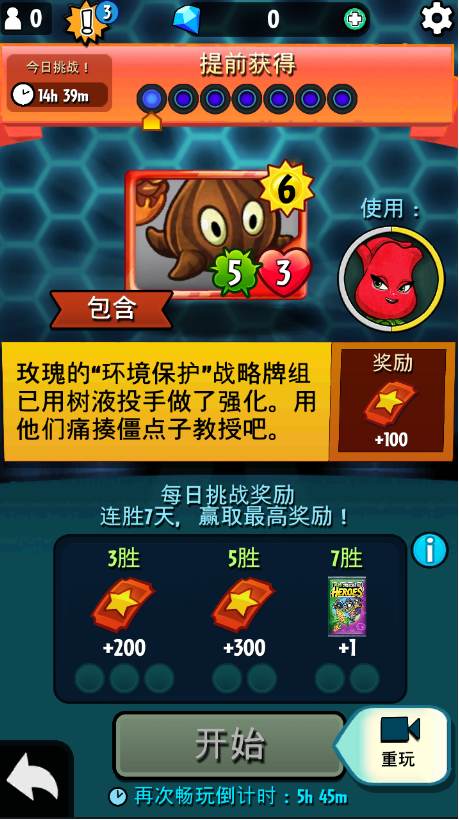 0
3
0
今日挑战！
提前获得
14h 39m
6
5
3
使用：
包含
玫瑰的“环境保护”战略牌组
已用树液投手做了强化。用
他们痛揍僵点子教授吧。
奖励
+100
每日挑战奖励
连胜7天，赢取最高奖励！
3胜
5胜
7胜
HEROES
+200
+300
+1
开始
重玩
再次畅玩倒计时：5h 45m